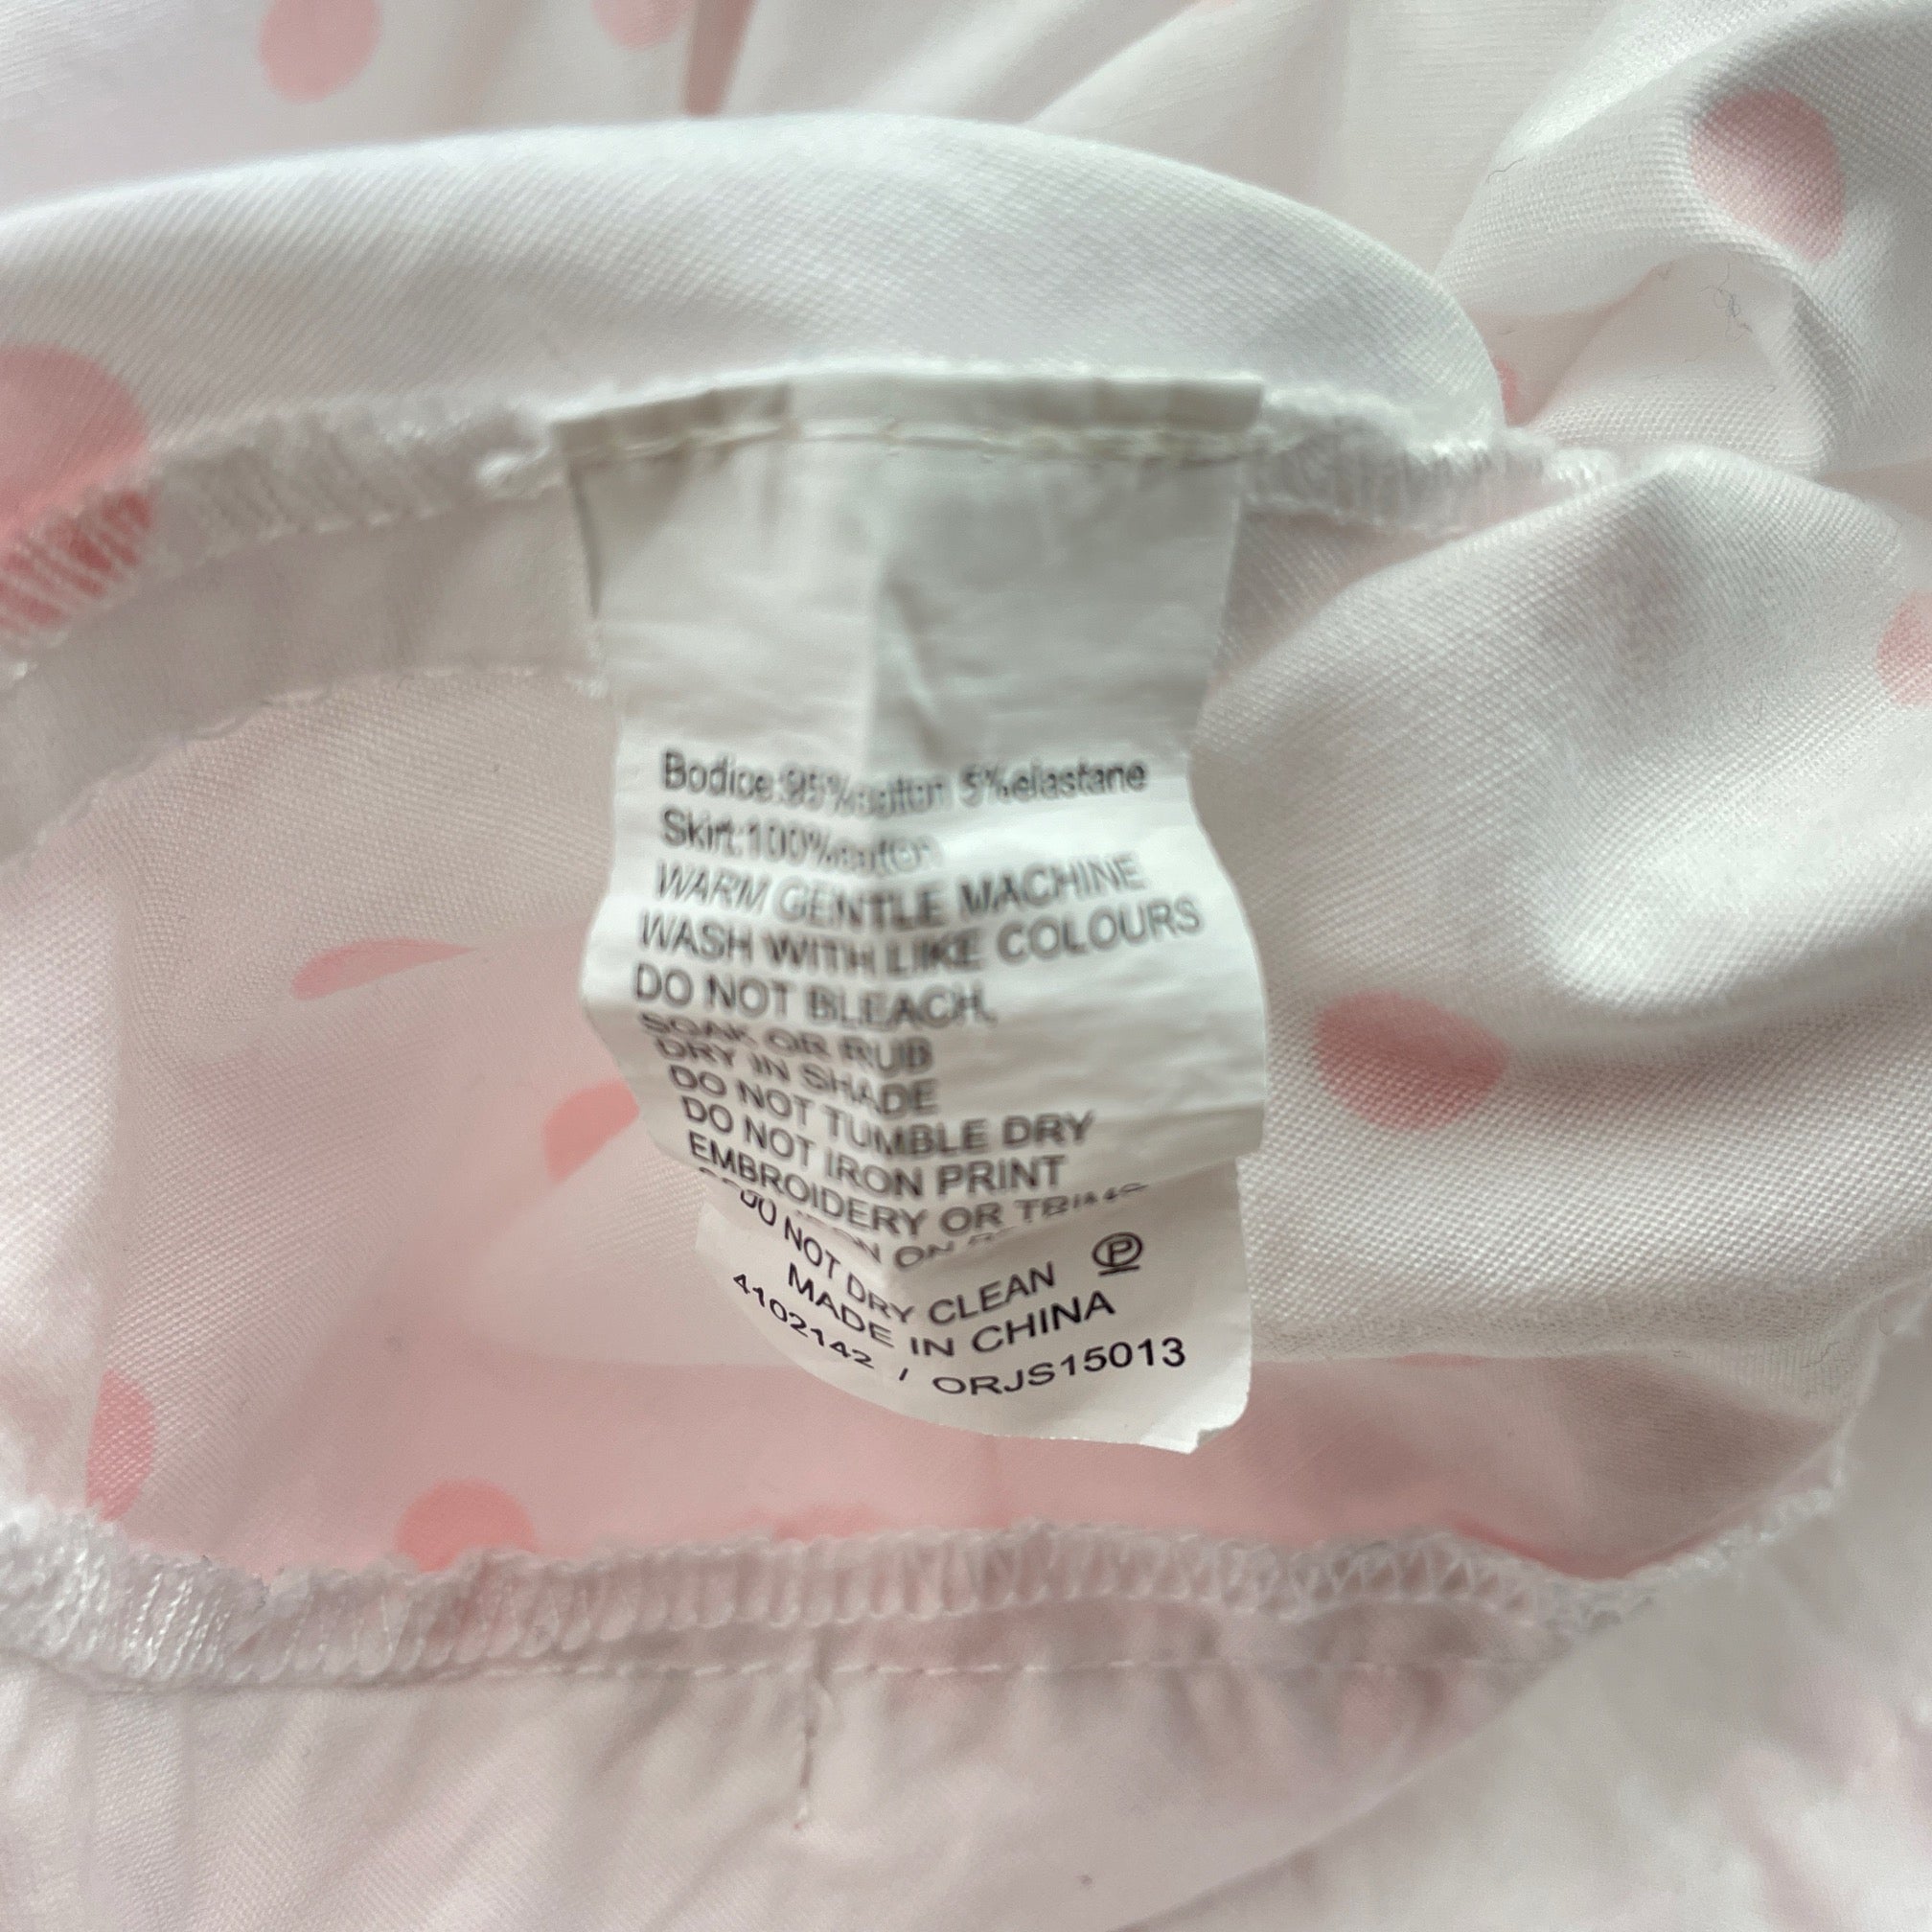 Bodice:95%cotton 5%elastane
Skirt:100%cotton
WARM GENTLE MACHINE
WASH WITH LIKE COLOURS
DO NOT BLEACH,
SOAK OR RUB
DRY IN SHADE
DO NOT TUMBLE DRY
DO NOT IRON PRINT
EMBROIDERY OR TRIMS
ON
DO NOT DRY CLEAN P
MADE IN CHINA
4102142 / ORJS15013